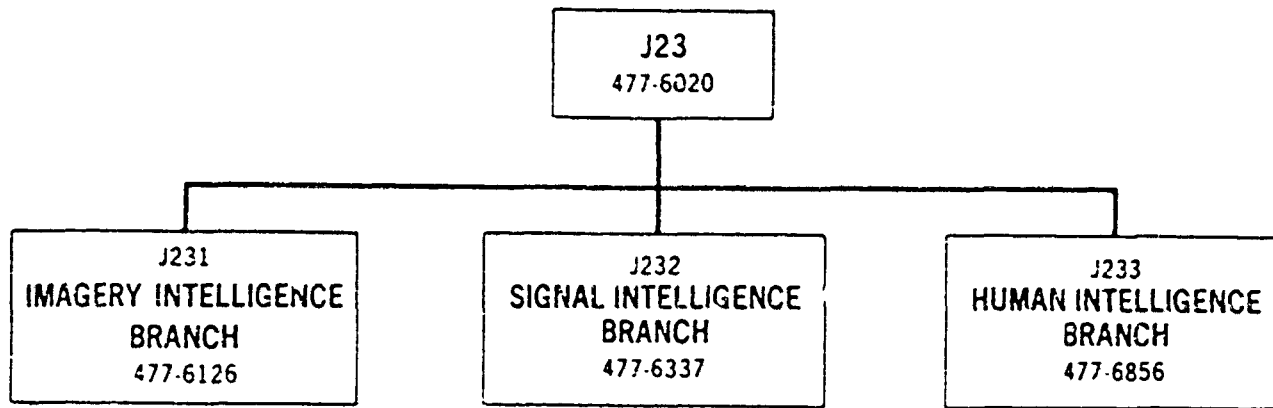 J23
477-6020
J231
IMAGERY INTELLIGENCE
BRANCH
477-6126
J232
SIGNAL INTELLIGENCE
BRANCH
477-6337
J233
HUMAN INTELLIGENCE
BRANCH
477-6856